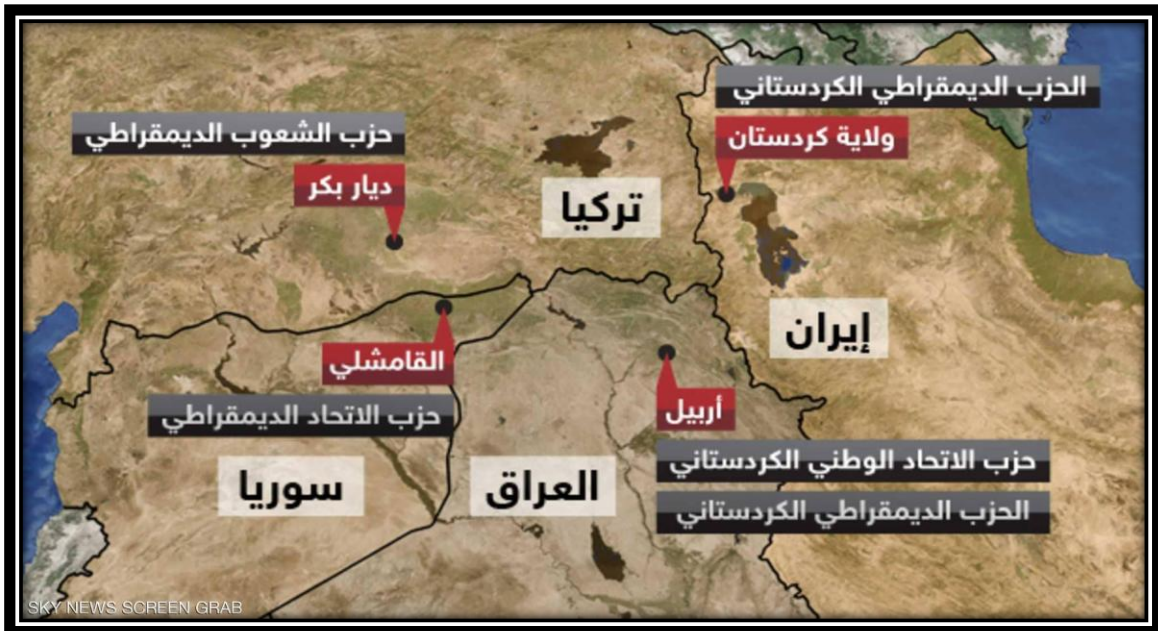 الحزب الديمقراطي الكردستاني
ولاية كردستان
حزب الشعوب الديمقراطي
ديار بكر
تركيا
إيران
القامشلي
حزب الاتحاد الديمقراطي
أربيل
حزب الاتحاد الوطني الكردستاني
الحزب الديمقراطي الكردستاني
العراق
سوريا
SKY NEWS SCREEN GRAB